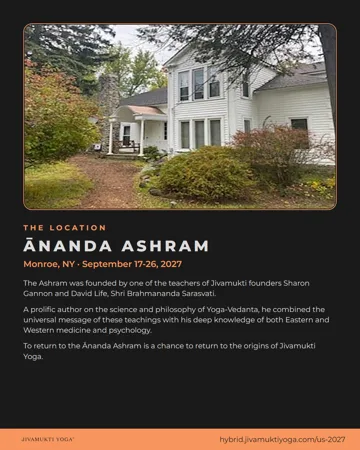 THE LOCATION
ĀNANDA ASHRAM
Monroe, NY • September 17-26, 2027
The Ashram was founded by one of the teachers of Jivamukti founders Sharon
Gannon and David Life, Shri Brahmananda Sarasvati.
A prolific author on the science and philosophy of Yoga-Vedanta, he combined the
universal message of these teachings with his deep knowledge of both Eastern and
Western medicine and psychology.
To return to the Ānanda Ashram is a chance to return to the origins of Jivamukti
Yoga.
JIVAMUKTI YOGA
hybrid.jivamuktiyoga.com/us-2027